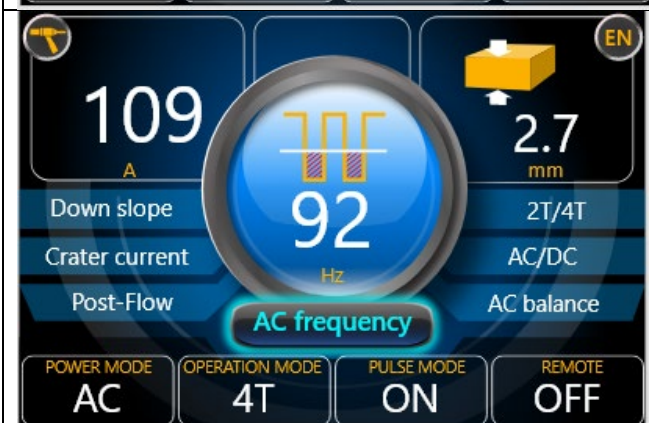 EN
109
A
92
Hz
2.7
mm
Down slope
Crater current
Post-Flow
2T/4T
AC/DC
AC balance
AC frequency
POWER MODE
AC
OPERATION MODE
4T
PULSE MODE
ON
REMOTE
OFF